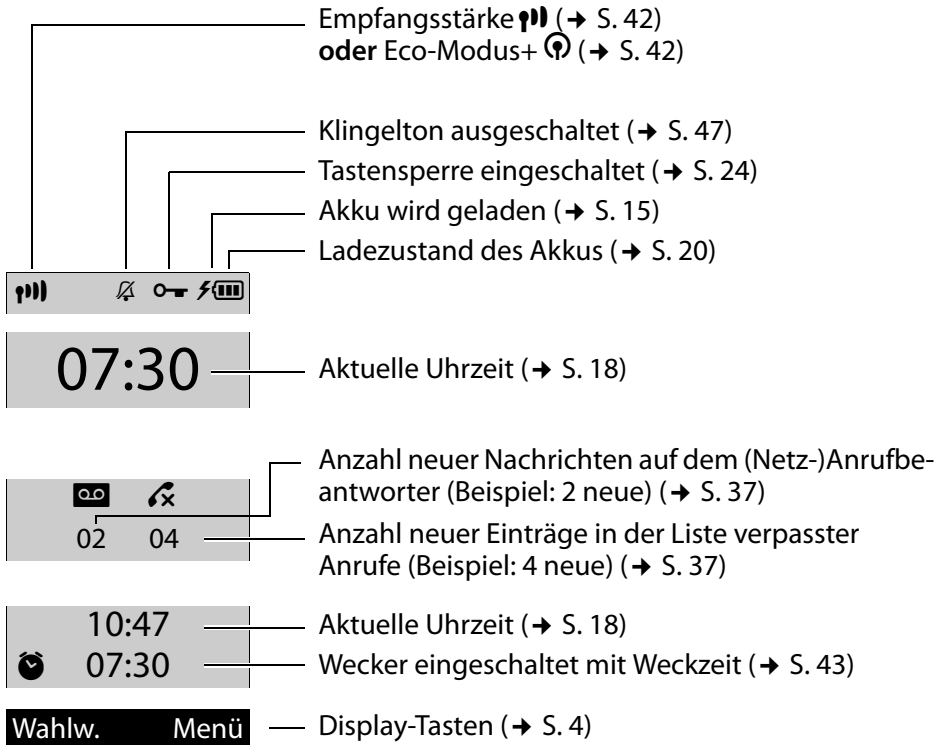 Empfangsstärke (➔ S. 42)
oder Eco-Modus+ (➔ S. 42)
Klingelton ausgeschaltet (➔ S. 47)
Tastensperre eingeschaltet (➔ S. 24)
Akku wird geladen (➔ S. 15)
Ladezustand des Akkus (➔ S. 20)
07:30
Aktuelle Uhrzeit (➔ S. 18)
Anzahl neuer Nachrichten auf dem (Netz-)Anrufbe-
antworter (Beispiel: 2 neue) (➔ S. 37)
02 04
Anzahl neuer Einträge in der Liste verpasster
Anrufe (Beispiel: 4 neue) (➔ S. 37)
10:47
Aktuelle Uhrzeit (➔ S. 18)
07:30
Wecker eingeschaltet mit Weckzeit (➔ S. 43)
Wahlw. Menü
Display-Tasten (➔ S. 4)